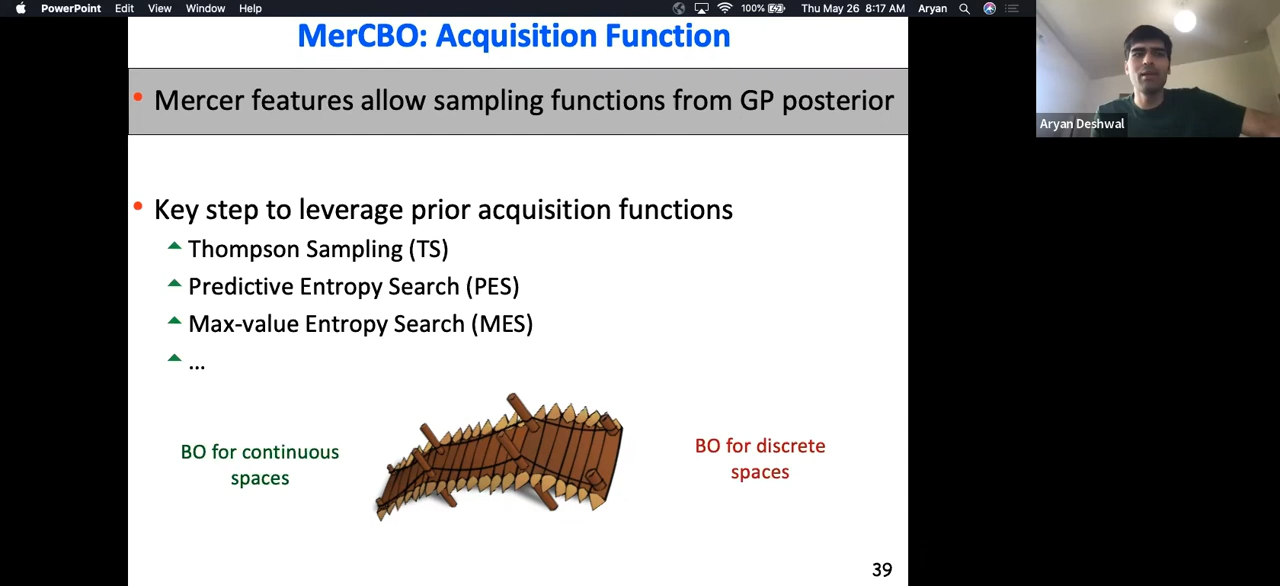 PowerPoint Edit View Window Help 100% Thu May 26 8:17 AM Aryan
MerCBO: Acquisition Function
• Mercer features allow sampling functions from GP posterior
Aryan Deshwal
• Key step to leverage prior acquisition functions
Thompson Sampling (TS)
Predictive Entropy Search (PES)
Max-value Entropy Search (MES)
...
BO for continuous
spaces
BO for discrete
spaces
39